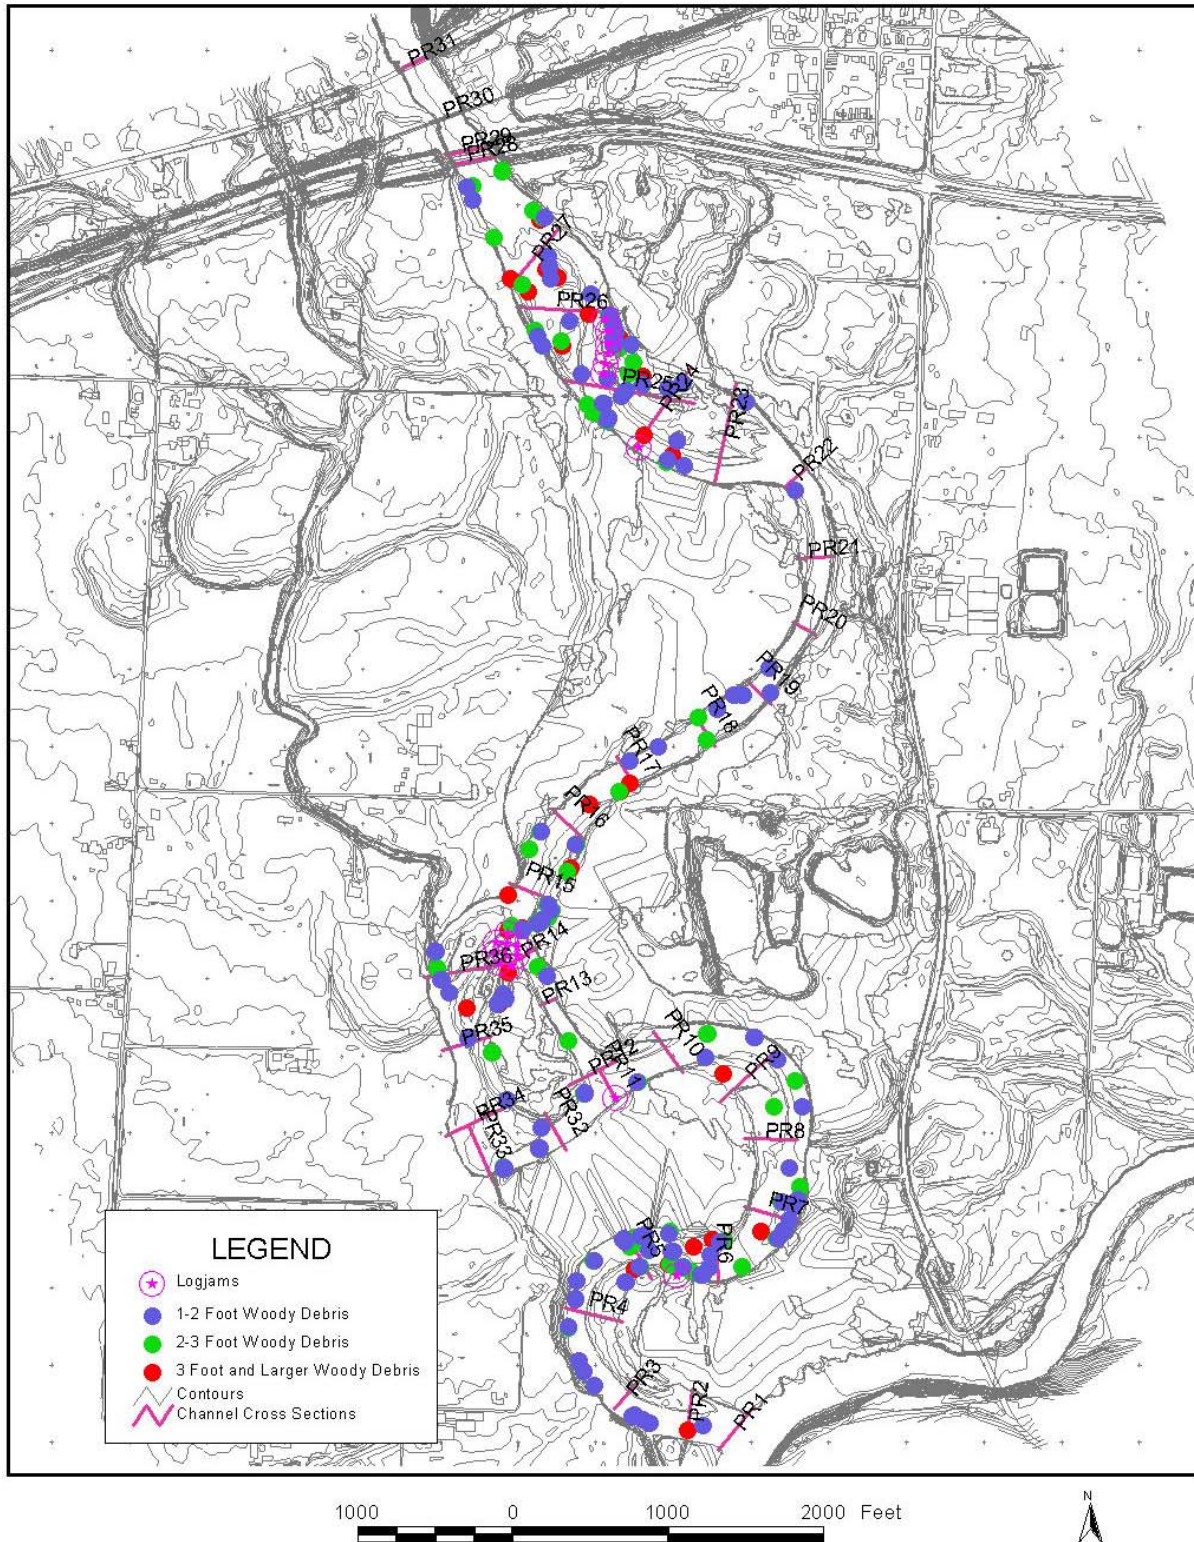 PR31
PR30
PR29
PR28
PR27
PR26
PR25
PR24
PR23
PR22
PR21
PR20
PR19
PR18
PR17
PR16
PR15
PR14
PR36
PR13
PR35
PR10
PR12
PR11
PR9
PR34
PR32
PR33
PR8
PR7
PR5
PR6
PR4
PR3
PR2
PR1
LEGEND
Logjams
1-2 Foot Woody Debris
2-3 Foot Woody Debris
3 Foot and Larger Woody Debris
Contours
Channel Cross Sections
1000 0 1000 2000 Feet
N